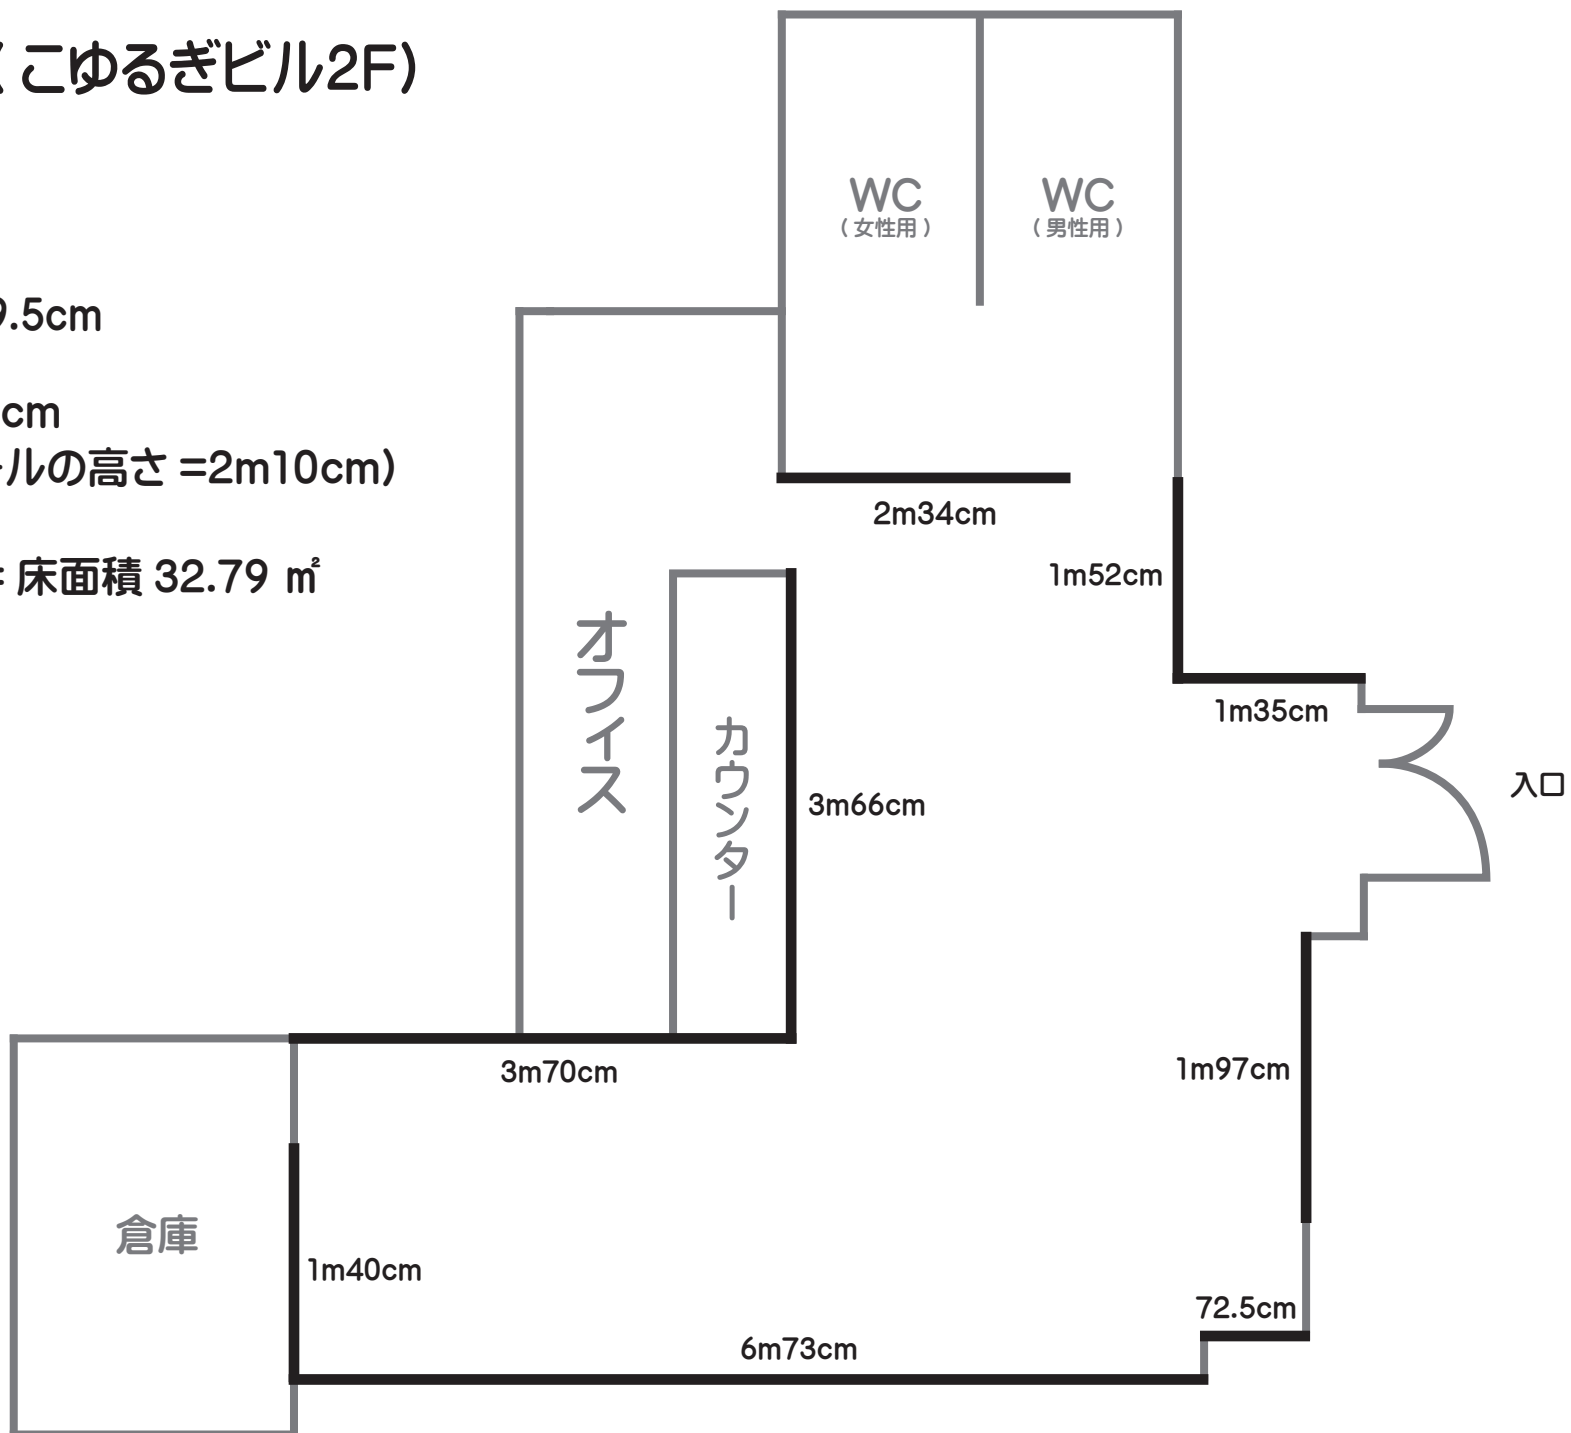 こゆるぎビル2F)
.5cm
cm
ルの高さ =2m10cm)
床面積 32.79 ㎡
WC
( 女性用 )
WC
( 男性用 )
2m34cm
1m52cm
1m35cm
入口
オフィス
カウンター
3m66cm
3m70cm
1m97cm
倉庫
1m40cm
72.5cm
6m73cm